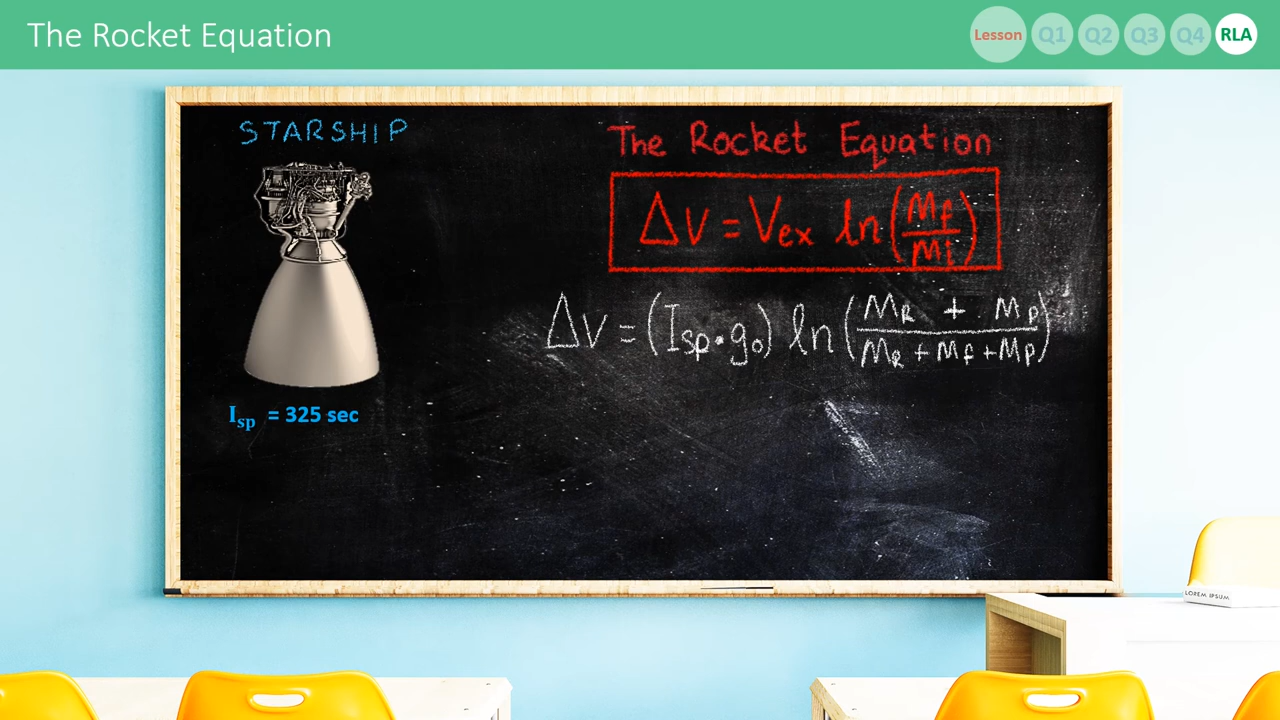 The Rocket Equation
Lesson Q1 Q2 Q3 Q4 RLA
STARSHIP
I_sp = 325 sec
The Rocket Equation
Δv = Vex ln(Mf/Mi)
Δv = (Isp·g₀) ln((MR + MP)/(MR + Mf + MP))
LOREM IPSUM